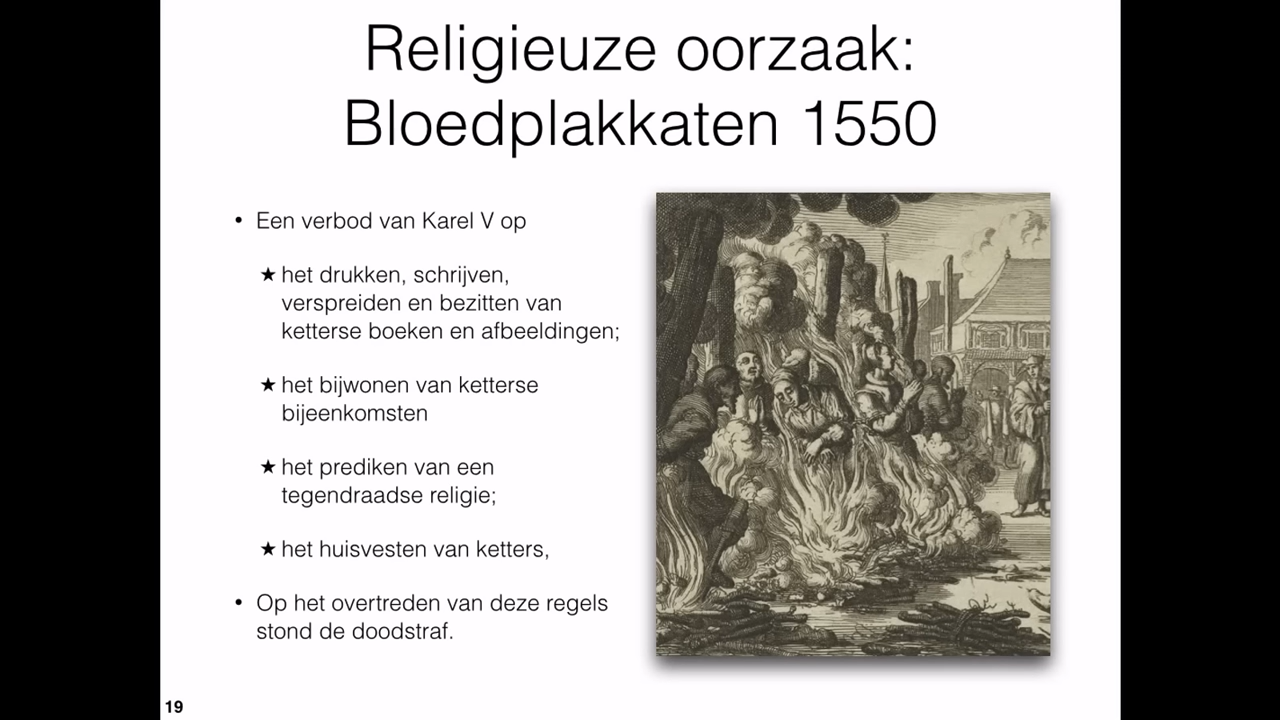 Religieuze oorzaak:
Bloedplakkaten 1550
• Een verbod van Karel V op
★ het drukken, schrijven,
verspreiden en bezitten van
ketterse boeken en afbeeldingen;
★ het bijwonen van ketterse
bijeenkomsten
★ het prediken van een
tegendraadse religie;
★ het huisvesten van ketters,
• Op het overtreden van deze regels
stond de doodstraf.
19